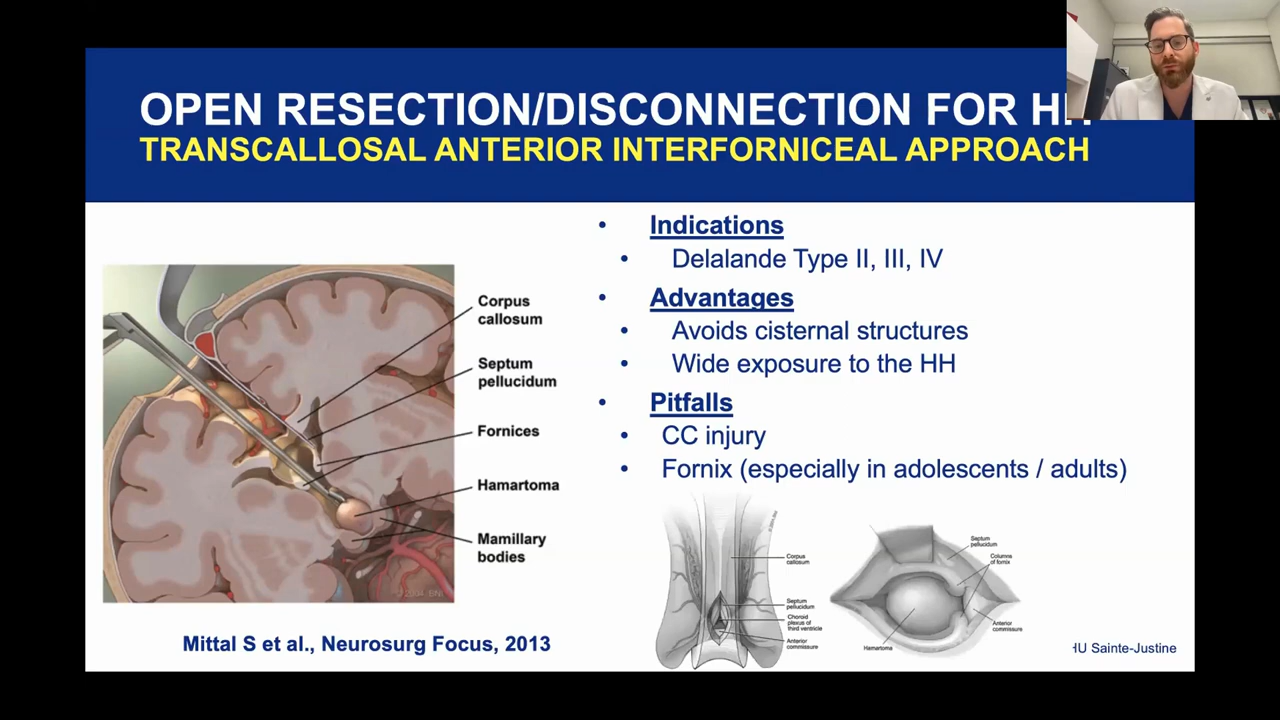 OPEN RESECTION/DISCONNECTION FOR HH
TRANSCALLOSAL ANTERIOR INTERFORNICEAL APPROACH
• Indications
• Delalande Type II, III, IV
• Advantages
• Avoids cisternal structures
• Wide exposure to the HH
• Pitfalls
• CC injury
• Fornix (especially in adolescents / adults)
Corpus
callosum
Septum
pellucidum
Fornices
Hamartoma
Mamillary
bodies
© 2004 BNI
Mittal S et al., Neurosurg Focus, 2013
Corpus
callosum
Septum
pellucidum
Choroid
plexus of
third ventricle
Anterior
commissure
Septum
pellucidum
Columns
of fornix
Anterior
commissure
Hamartoma
HU Sainte-Justine